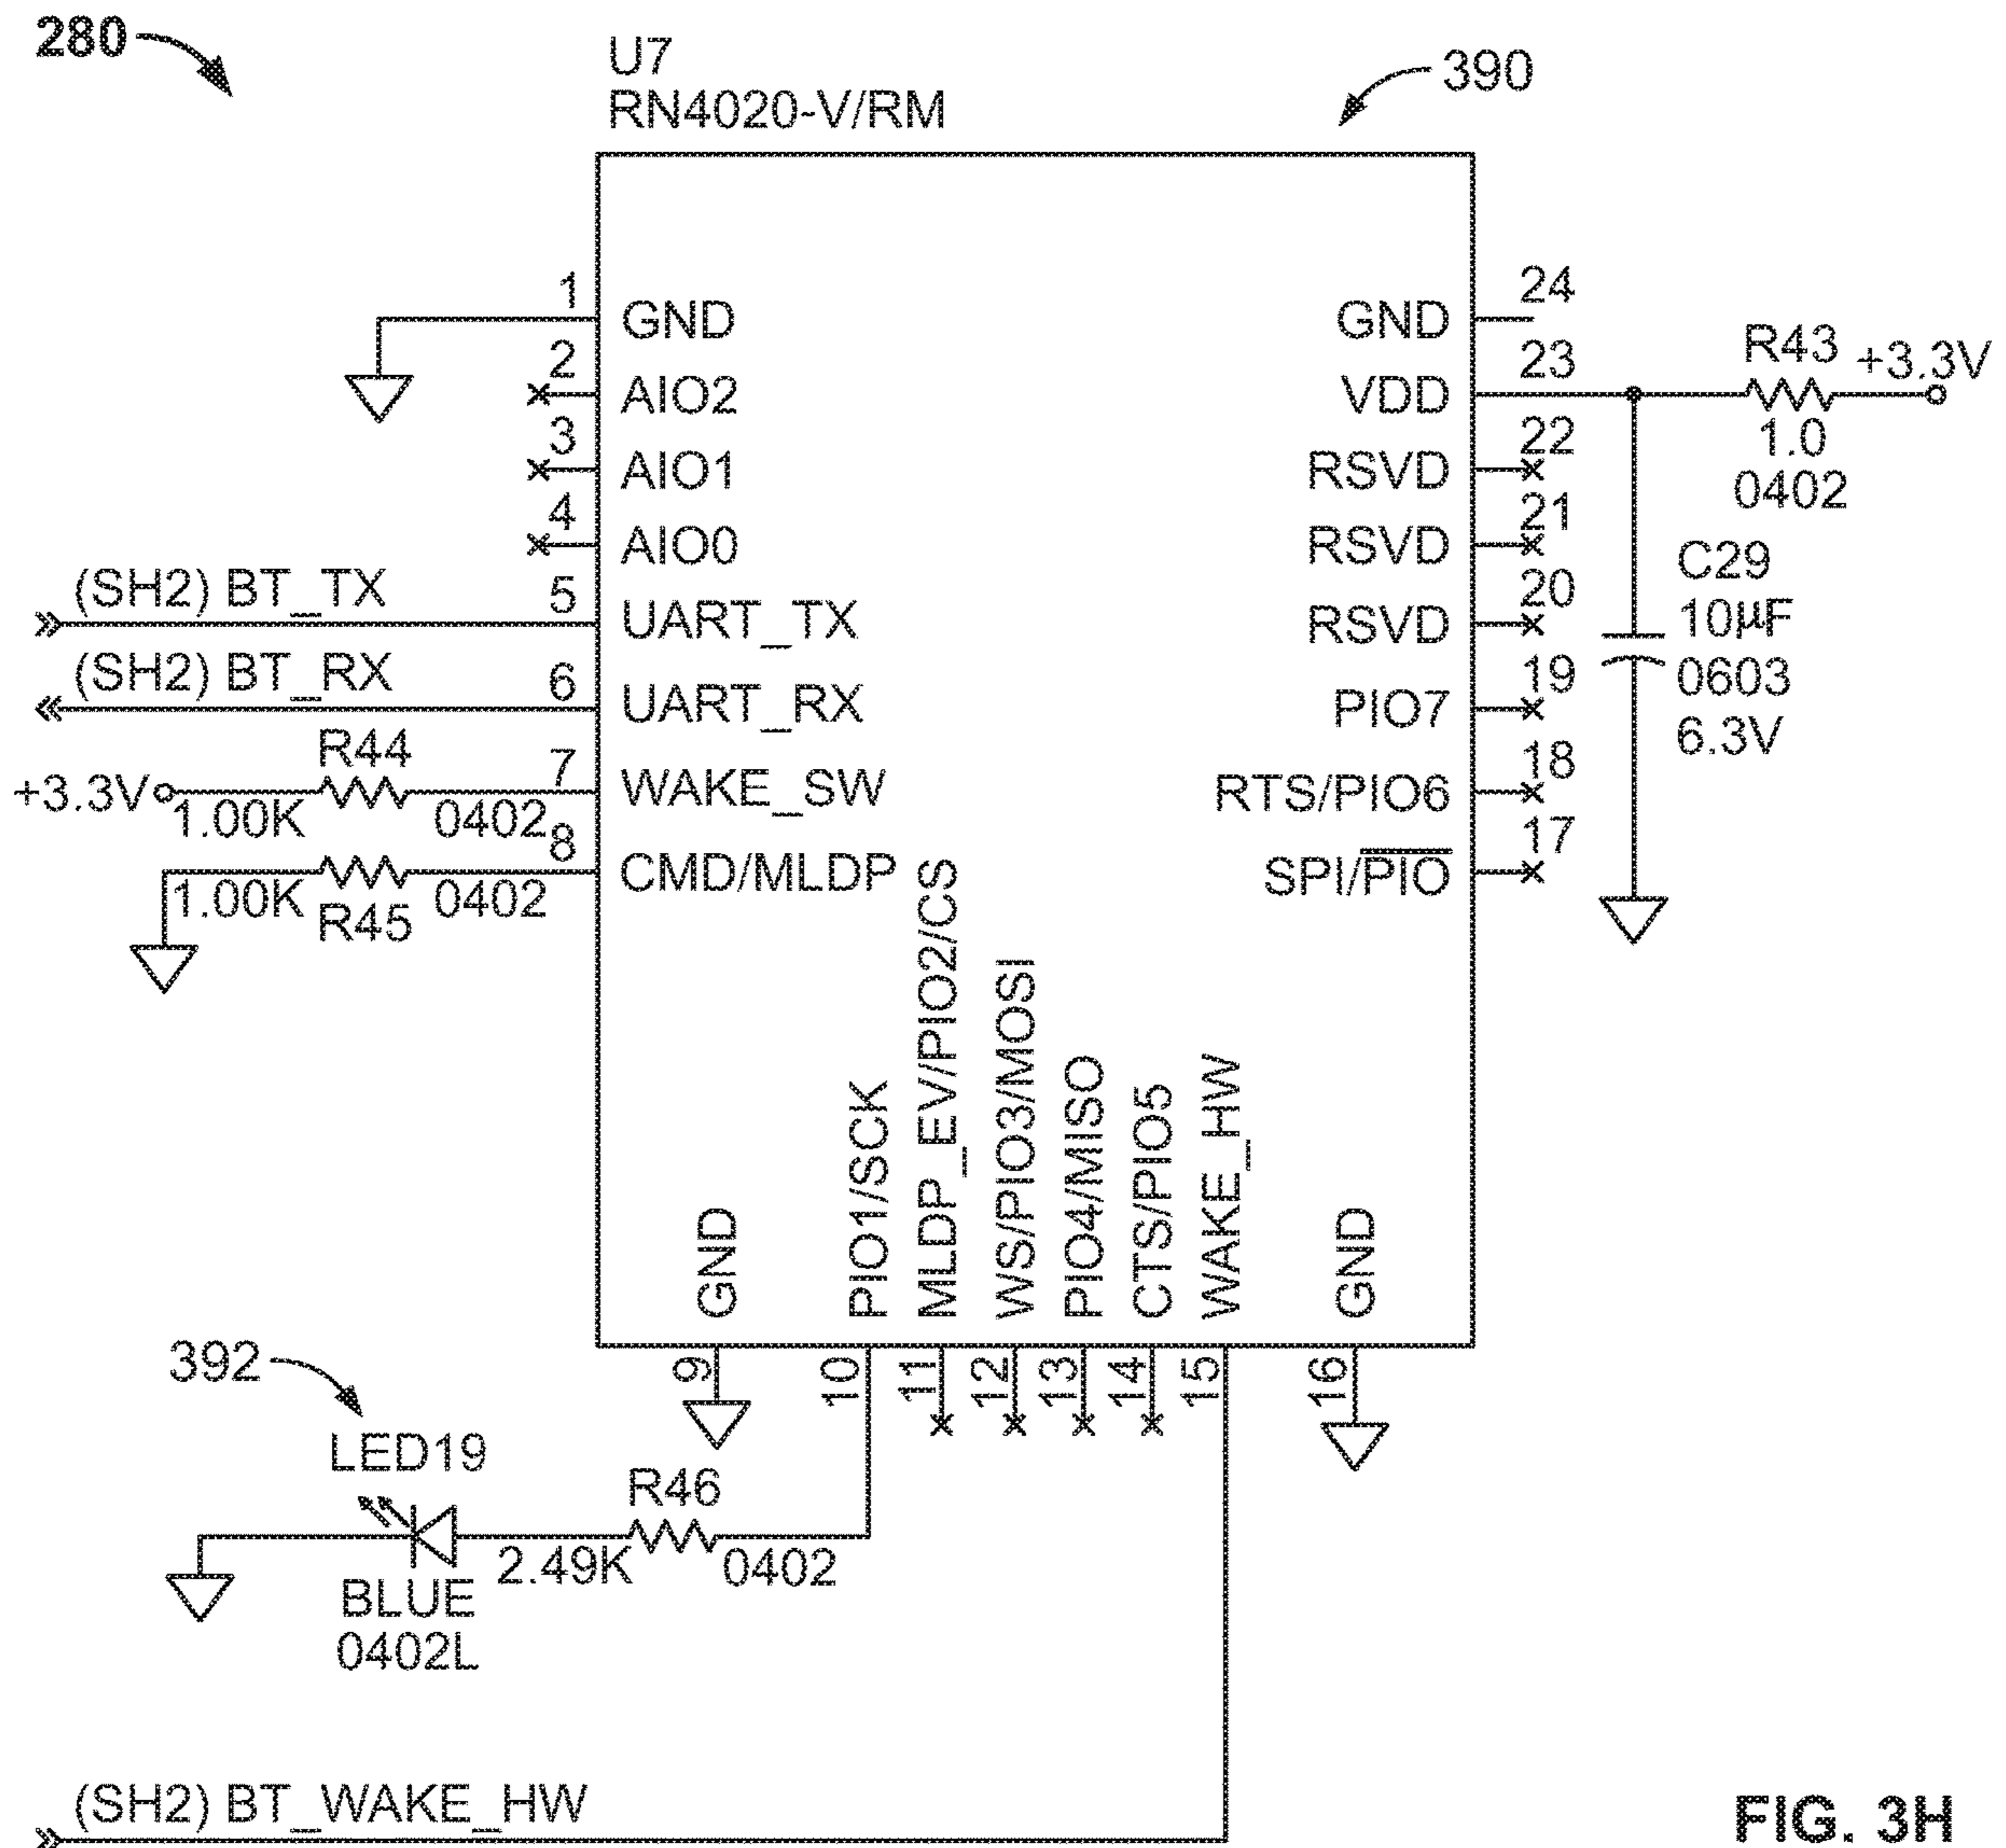 280
U7
RN4020-V/RM
390
1
GND
2
AIO2
3
AIO1
4
AIO0
(SH2) BT_TX
5
UART_TX
(SH2) BT_RX
6
UART_RX
+3.3V
R44
1.00K
0402
7
WAKE_SW
8
CMD/MLDP
1.00K
R45
0402
24
GND
23
VDD
R43
+3.3V
1.0
0402
22
RSVD
21
RSVD
20
RSVD
C29
10µF
0603
6.3V
19
PIO7
18
RTS/PIO6
17
SPI/PIO
GND
PIO1/SCK
MLDP_EV/PIO2/CS
WS/PIO3/MOSI
PIO4/MISO
CTS/PIO5
WAKE_HW
GND
9
10
11
12
13
14
15
16
392
LED19
BLUE
0402L
R46
2.49K
0402
(SH2) BT_WAKE_HW
FIG. 3H